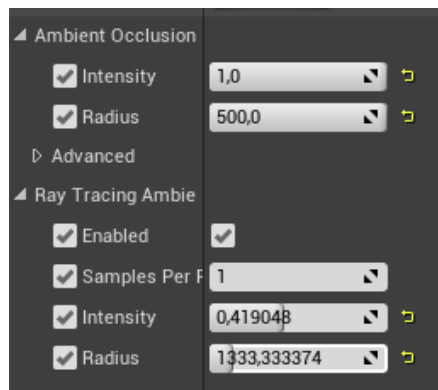 Ambient Occlusion
Intensity 1,0
Radius 500,0
Advanced
Ray Tracing Ambie
Enabled
Samples Per F 1
Intensity 0,419048
Radius 1333,333374